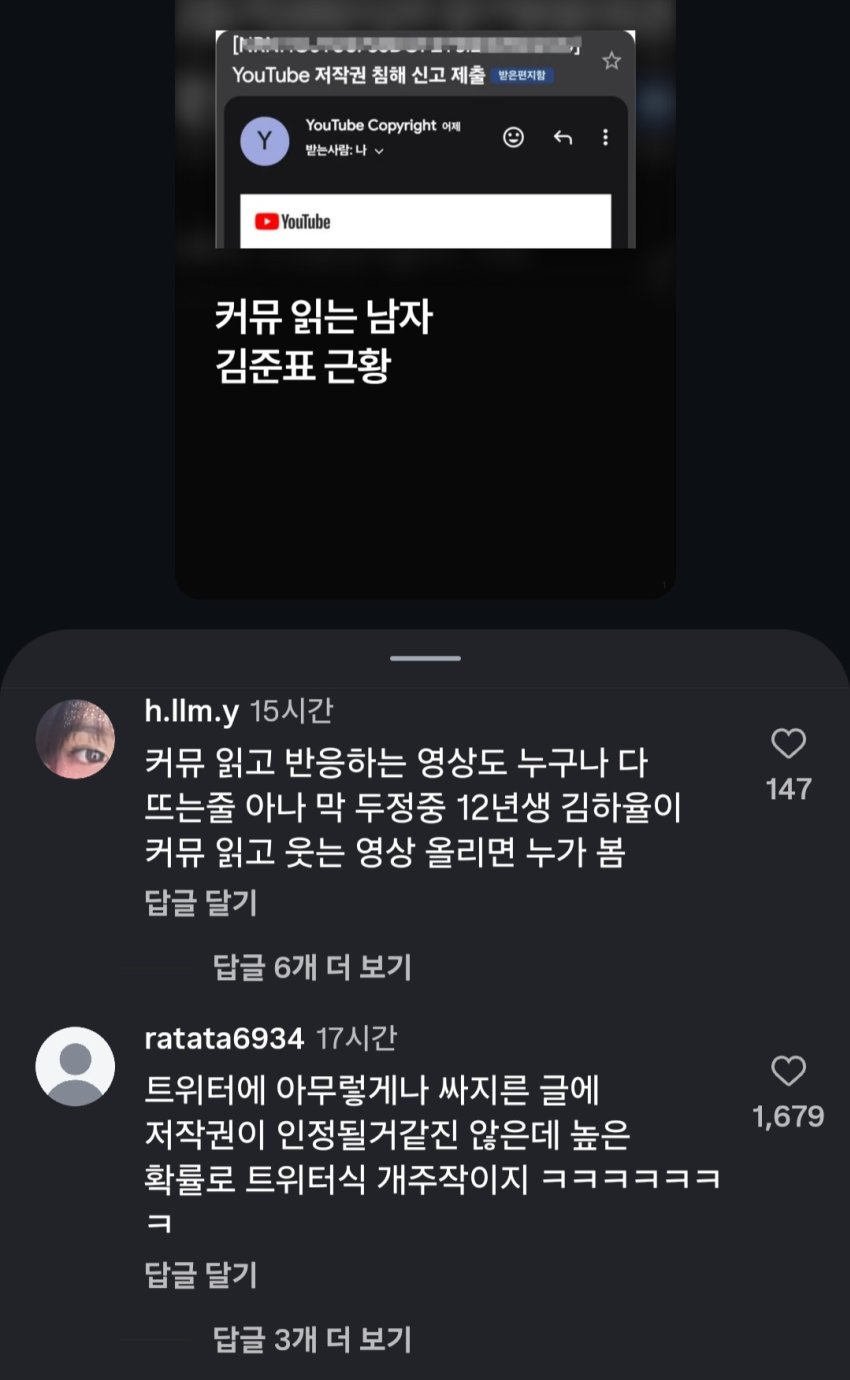 YouTube 저작권 침해 신고 제출 받은편지함
Y
YouTube Copyright 어제
받는사람: 나
YouTube
커뮤 읽는 남자
김준표 근황
1
h.llm.y 15시간
커뮤 읽고 반응하는 영상도 누구나 다
뜨는줄 아나 막 두정중 12년생 김하율이
커뮤 읽고 웃는 영상 올리면 누가 봄
147
답글 달기
답글 6개 더 보기
ratata6934 17시간
트위터에 아무렇게나 싸지른 글에
저작권이 인정될거같진 않은데 높은
확률로 트위터식 개주작이지 ㅋㅋㅋㅋㅋㅋ
ㅋ
1,679
답글 달기
답글 3개 더 보기